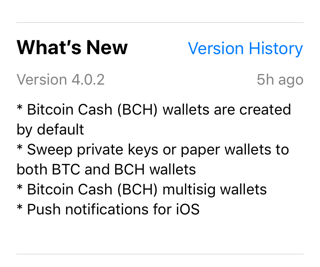 What's New
Version History
Version 4.0.2
5h ago
* Bitcoin Cash (BCH) wallets are created
by default
* Sweep private keys or paper wallets to
both BTC and BCH wallets
* Bitcoin Cash (BCH) multisig wallets
* Push notifications for iOS